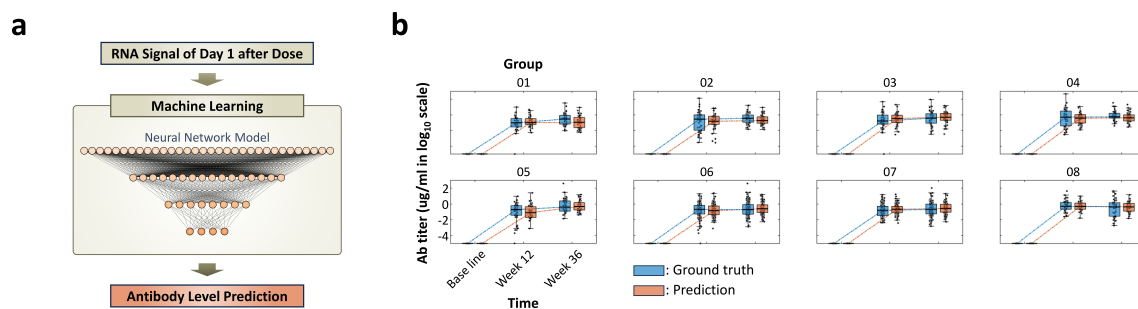 a
RNA Signal of Day 1 after Dose
Machine Learning
Neural Network Model
Antibody Level Prediction
b
Group
01
02
03
04
05
06
07
08
Ab titer (ug/ml in log10 scale)
2
0
-2
-4
Base line
Week 12
Week 36
Time
: Ground truth
: Prediction